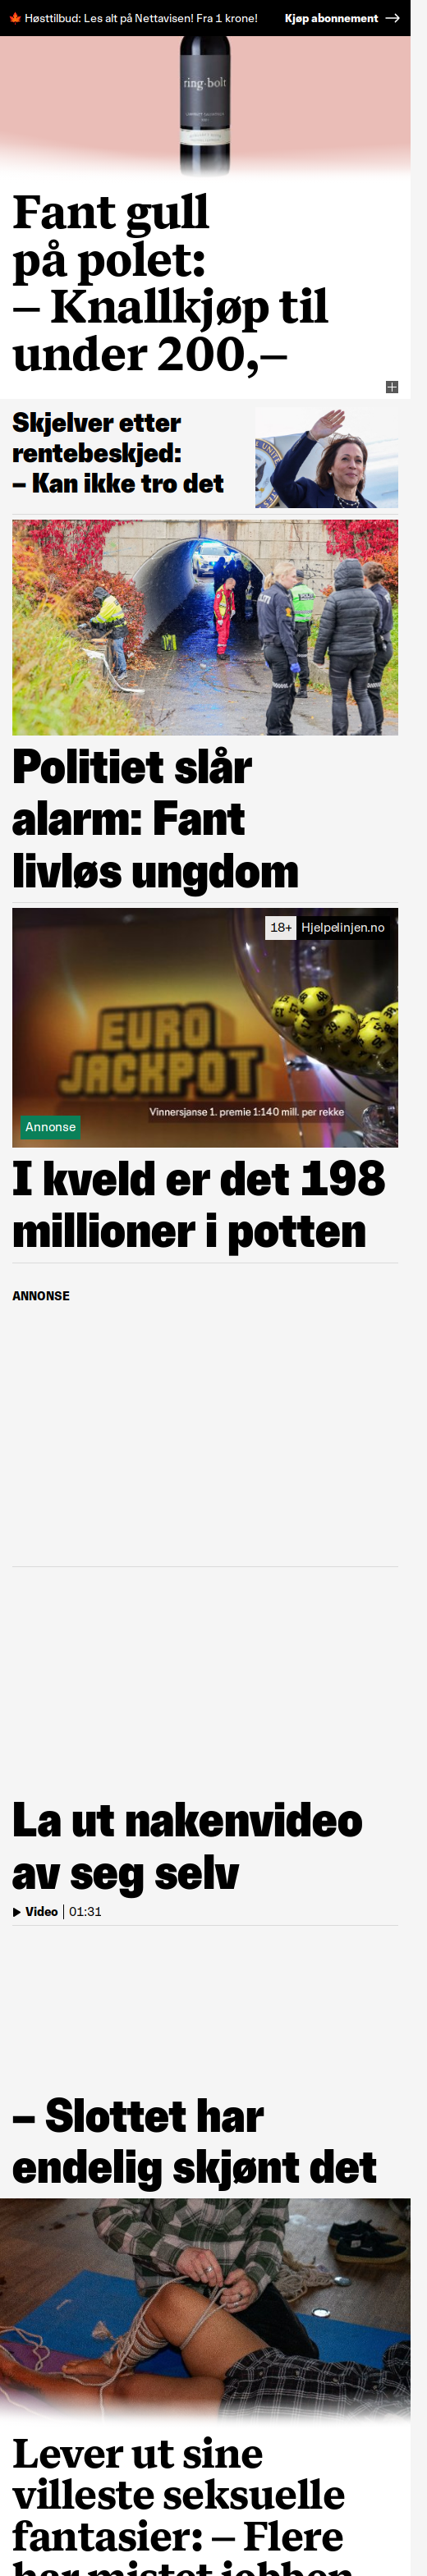 🍁 Høsttilbud: Les alt på Nettavisen! Fra 1 krone!
Kjøp abonnement →
ring·bolt
Fant gull
på polet:
– Knallkjøp til
under 200,–
Skjelver etter
rentebeskjed:
– Kan ikke tro det
Politiet slår
alarm: Fant
livløs ungdom
18+ Hjelpelinjen.no
EURO
JACKPOT
Vinnersjanse 1. premie 1:140 mill. per rekke
Annonse
I kveld er det 198
millioner i potten
ANNONSE
La ut nakenvideo
av seg selv
Video | 01:31
– Slottet har
endelig skjønt det
Lever ut sine
villeste seksuelle
fantasier: – Flere
har mistet jobben